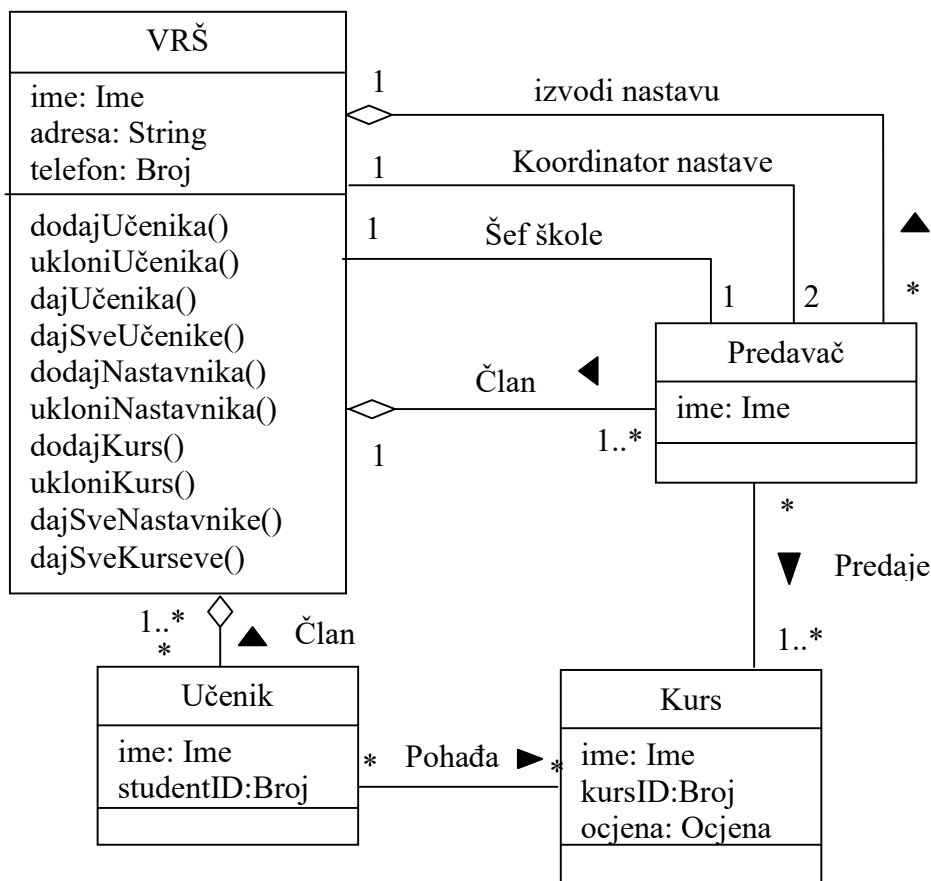 VRŠ
ime: Ime
adresa: String
telefon: Broj
dodajUčenika()
ukloniUčenika()
dajUčenika()
dajSveUčenike()
dodajNastavnika()
ukloniNastavnika()
dodajKurs()
ukloniKurs()
dajSveNastavnike()
dajSveKurseve()
1
izvodi nastavu
*
1
Koordinator nastave
2
1
Šef škole
1
Predavač
ime: Ime
Član
1..*
1
*
Predaje
1..*
1..*
*
Član
Učenik
ime: Ime
studentID:Broj
*
Pohađa
*
Kurs
ime: Ime
kursID:Broj
ocjena: Ocjena